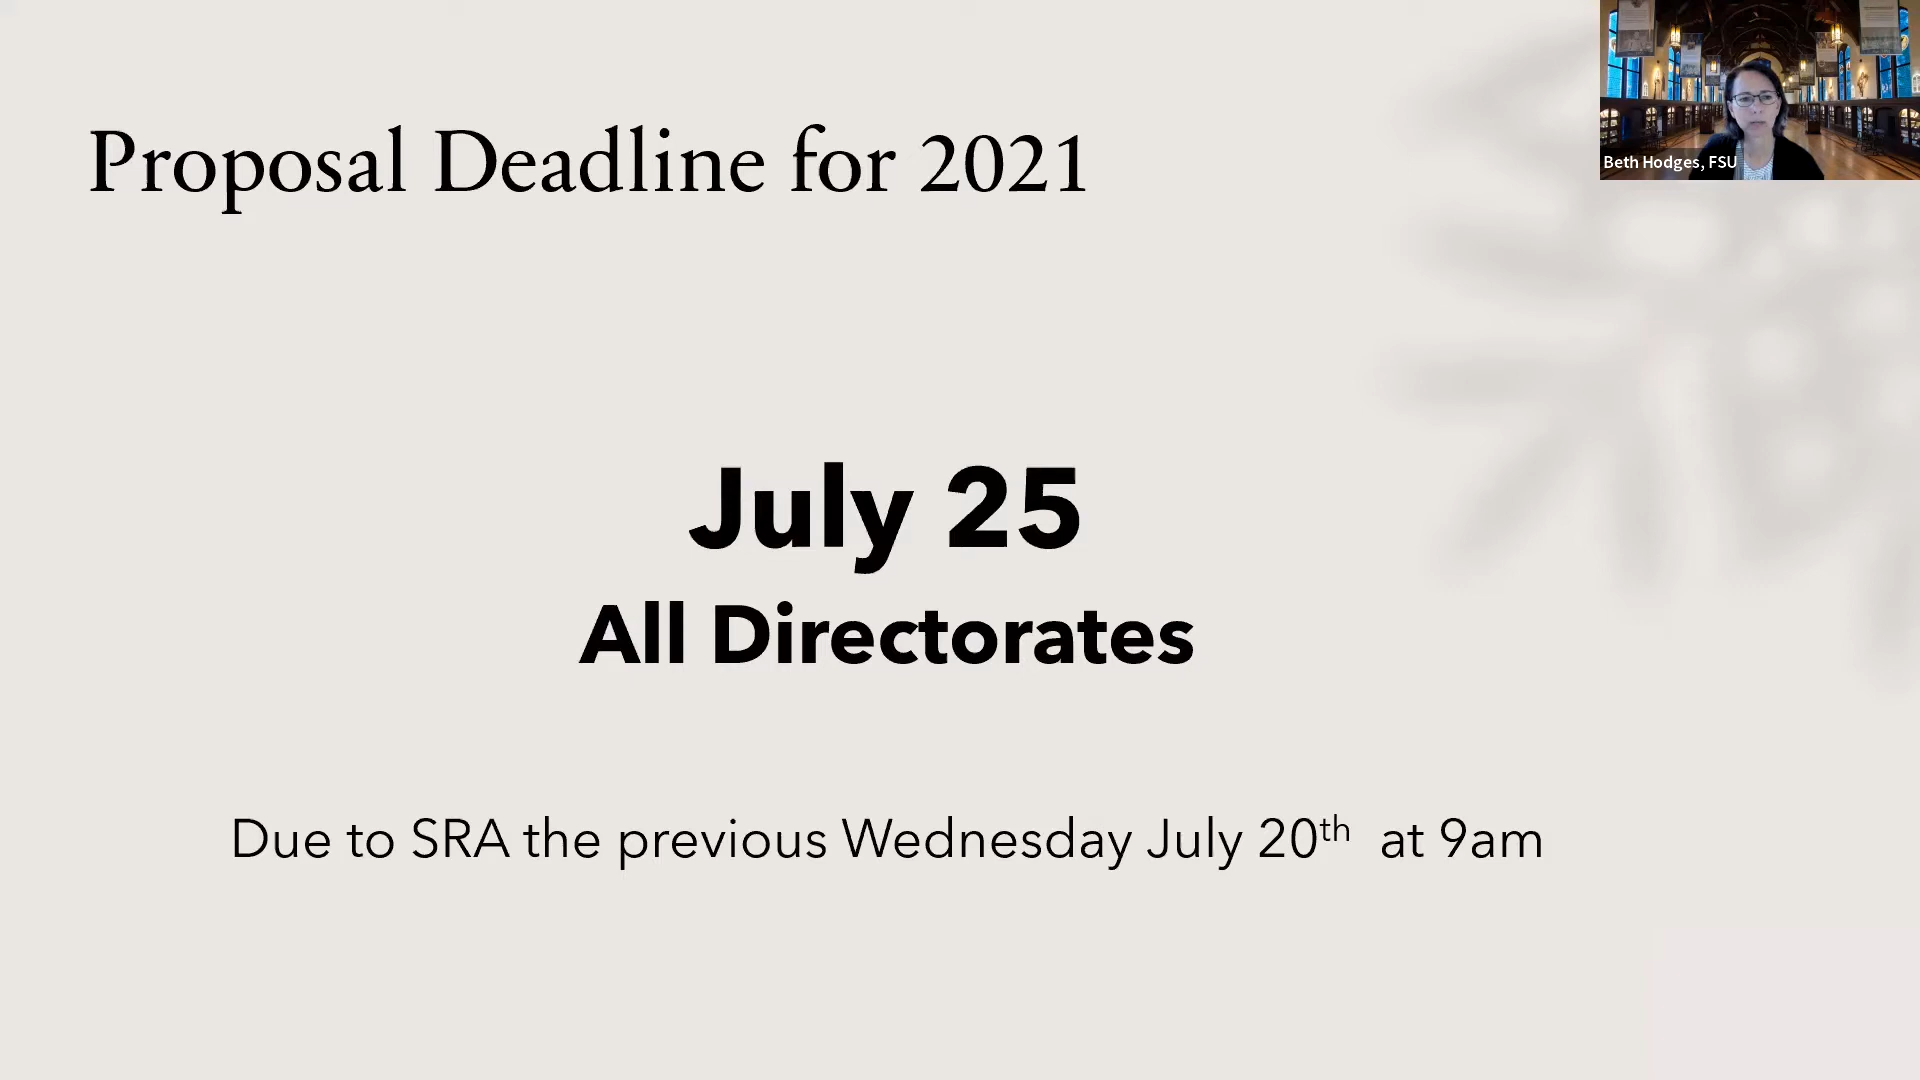 Proposal Deadline for 2021
Beth Hodges, FSU
July 25
All Directorates
Due to SRA the previous Wednesday July 20th at 9am